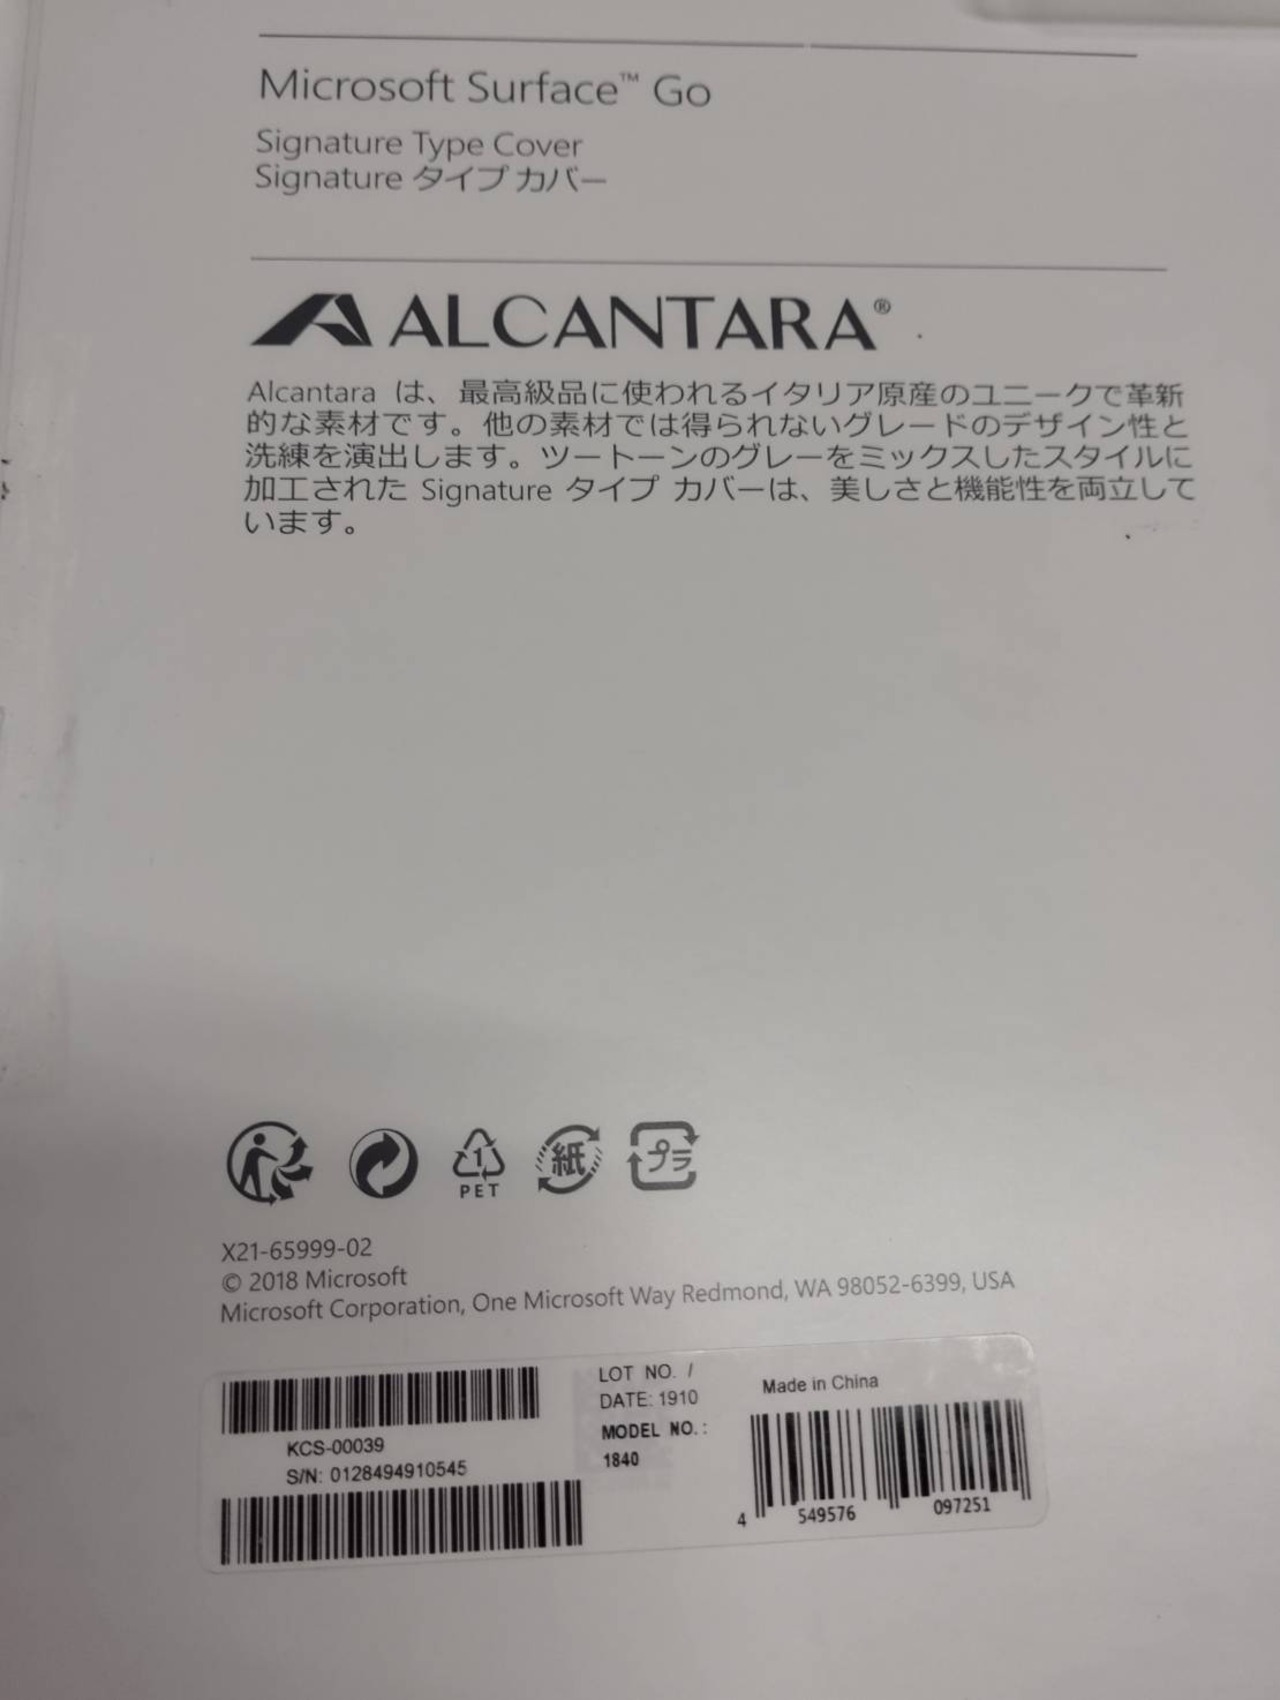 Microsoft Surface™ Go
Signature Type Cover
Signature タイプ カバー
ALCANTARA®
Alcantara は、最高級品に使われるイタリア原産のユニークで革新
的な素材です。他の素材では得られないグレードのデザイン性と
洗練を演出します。ツートーンのグレーをミックスしたスタイルに
加工された Signature タイプ カバーは、美しさと機能性を両立して
います。
1
PET
紙
プラ
X21-65999-02
© 2018 Microsoft
Microsoft Corporation, One Microsoft Way Redmond, WA 98052-6399, USA
KCS-00039
S/N: 0128494910545
LOT NO. /
DATE: 1910
MODEL NO.:
1840
Made in China
4 549576 097251